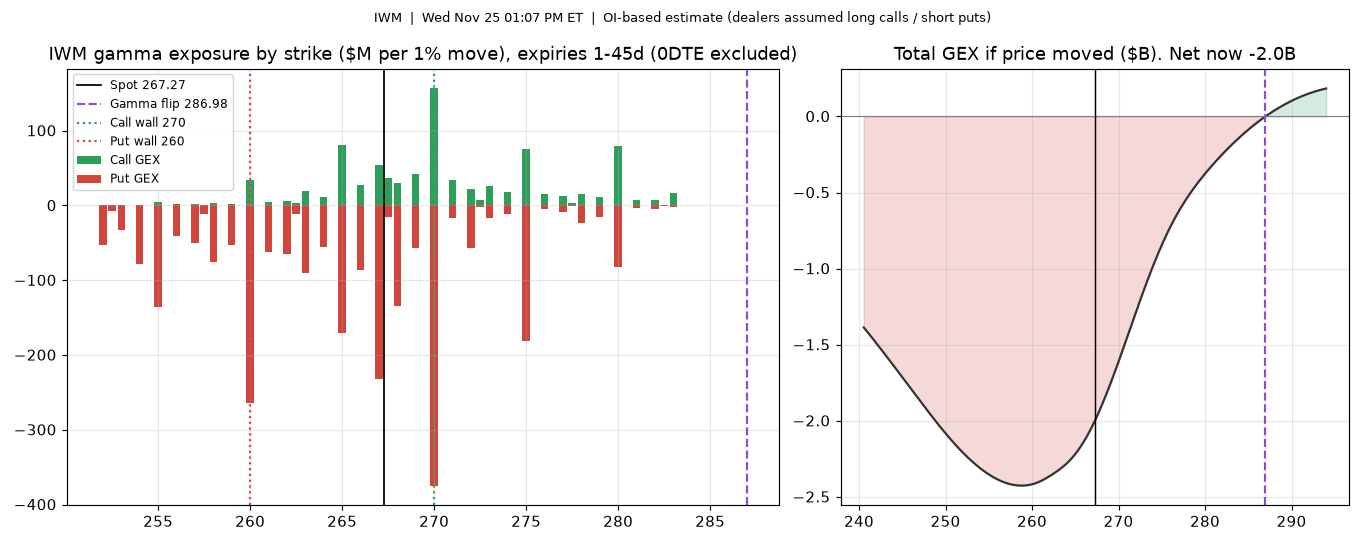 IWM | Wed Nov 25 01:07 PM ET | OI-based estimate (dealers assumed long calls / short puts)
IWM gamma exposure by strike ($M per 1% move), expiries 1-45d (0DTE excluded)
Spot 267.27
Gamma flip 286.98
Call wall 270
Put wall 260
Call GEX
Put GEX
100
0
−100
−200
−300
−400
255
260
265
270
275
280
285
Total GEX if price moved ($B). Net now -2.0B
0.0
−0.5
−1.0
−1.5
−2.0
−2.5
240
250
260
270
280
290